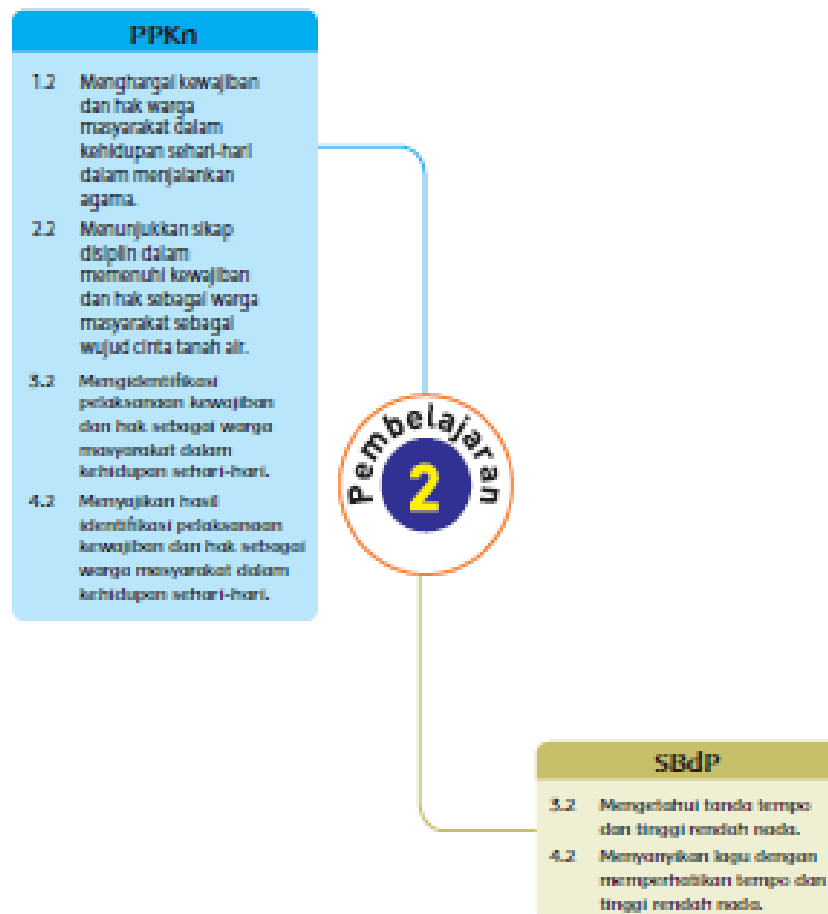 PPKn
1.2 Menghargai kewajiban
dan hak warga
masyarakat dalam
kehidupan sehari-hari
dalam menjalankan
agama.
2.2 Menunjukkan sikap
disiplin dalam
memenuhi kewajiban
dan hak sebagai warga
masyarakat sebagai
wujud cinta tanah air.
3.2 Mengidentifikasi
pelaksanaan kewajiban
dan hak sebagai warga
masyarakat dalam
kehidupan sehari-hari.
4.2 Menyajikan hasil
identifikasi pelaksanaan
kewajiban dan hak sebagai
warga masyarakat dalam
kehidupan sehari-hari.
Pembelajaran
2
SBdP
3.2 Mengetahui tanda tempo
dan tinggi rendah nada.
4.2 Menyanyikan lagu dengan
memperhatikan tempo dan
tinggi rendah nada.